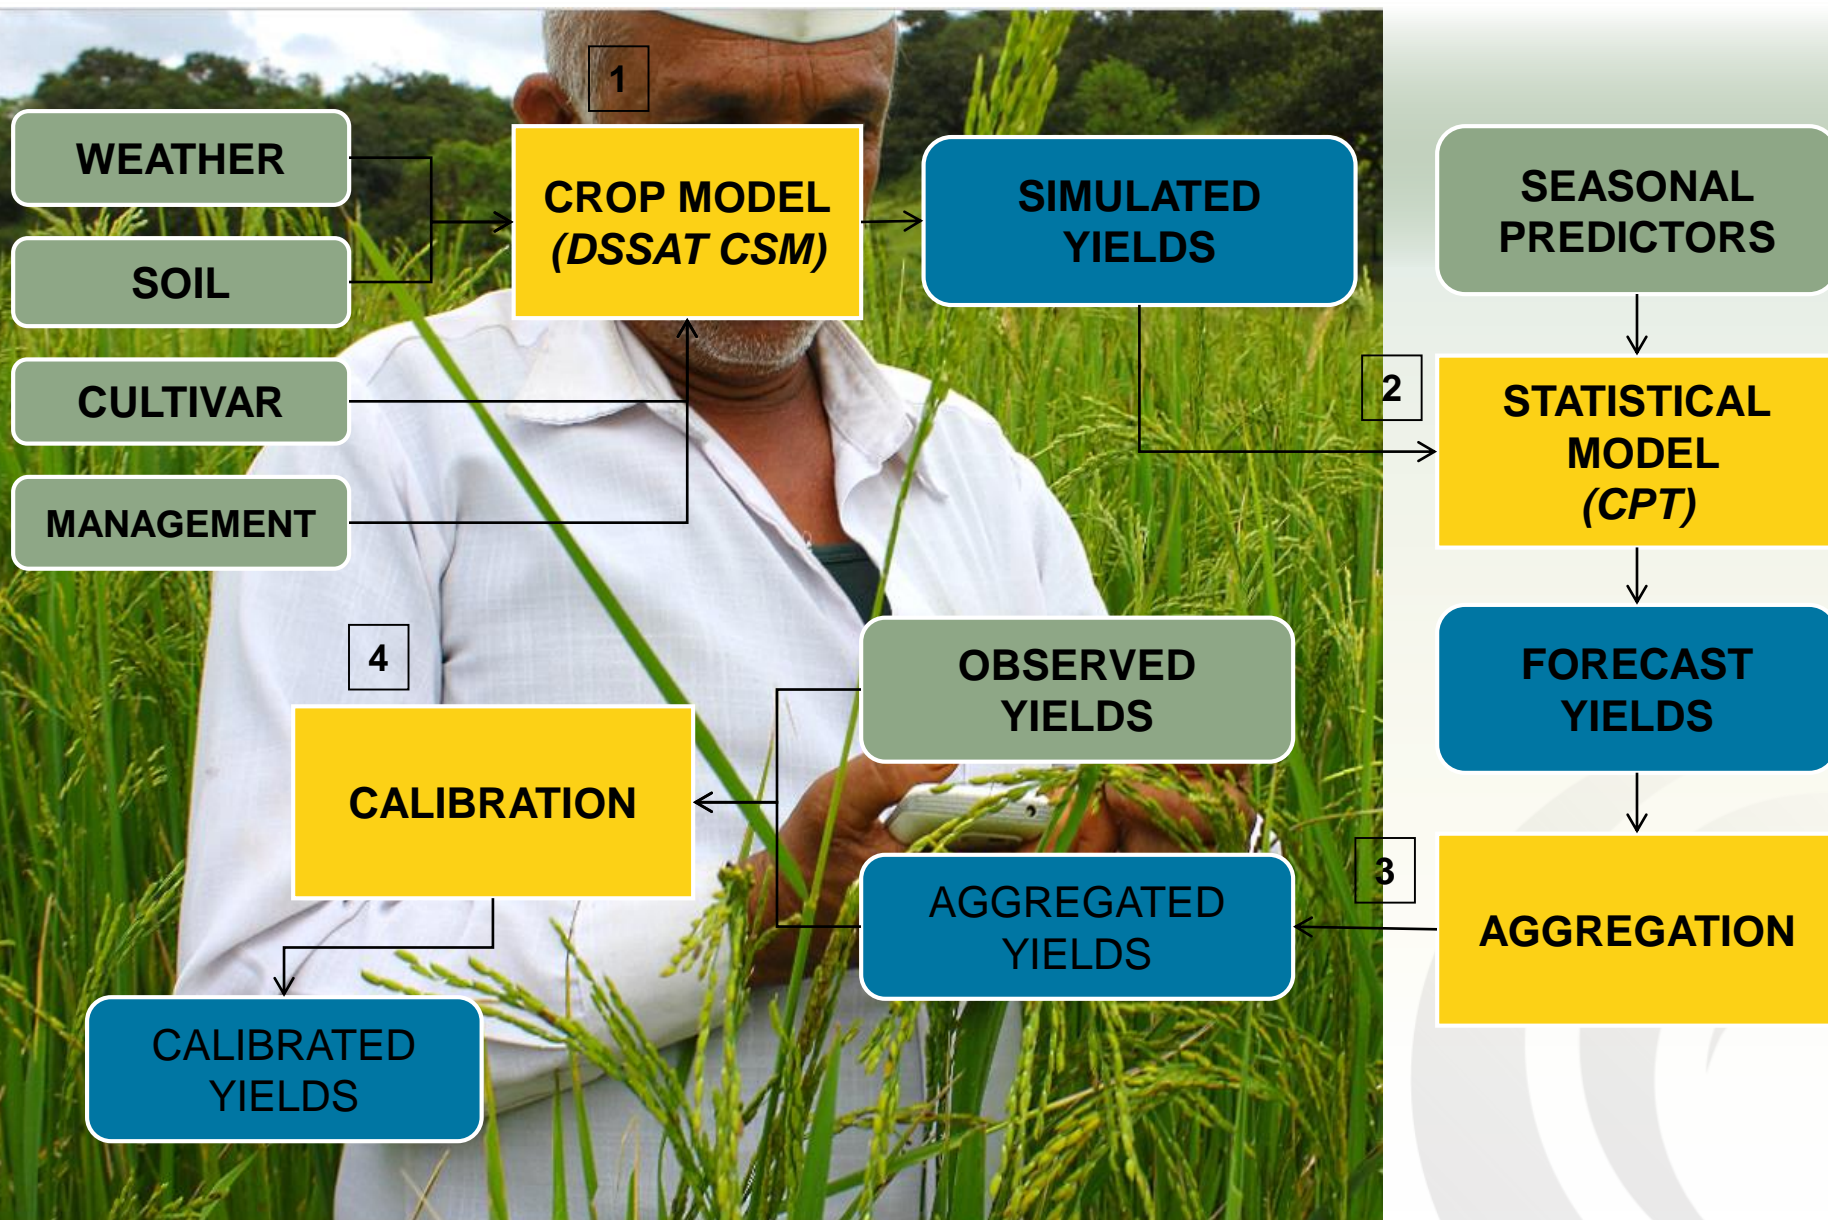 1
WEATHER
SOIL
CULTIVAR
MANAGEMENT
CROP MODEL
(DSSAT CSM)
SIMULATED
YIELDS
SEASONAL
PREDICTORS
2
STATISTICAL
MODEL
(CPT)
FORECAST
YIELDS
3
AGGREGATION
OBSERVED
YIELDS
AGGREGATED
YIELDS
4
CALIBRATION
CALIBRATED
YIELDS